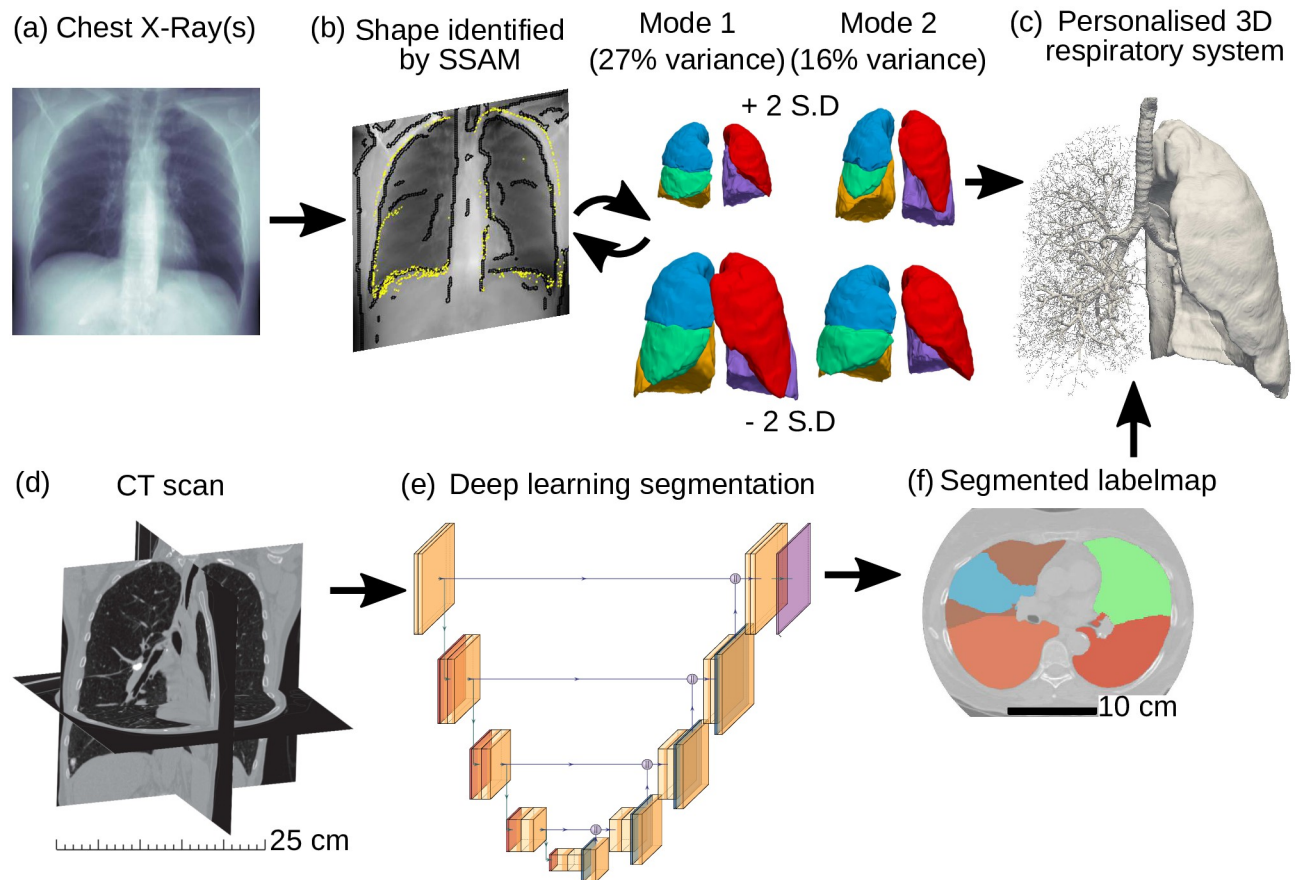 (a) Chest X-Ray(s)
(b) Shape identified
by SSAM
Mode 1
(27% variance)
Mode 2
(16% variance)
+ 2 S.D
- 2 S.D
(c) Personalised 3D
respiratory system
(d) CT scan
25 cm
(e) Deep learning segmentation
(f) Segmented labelmap
10 cm